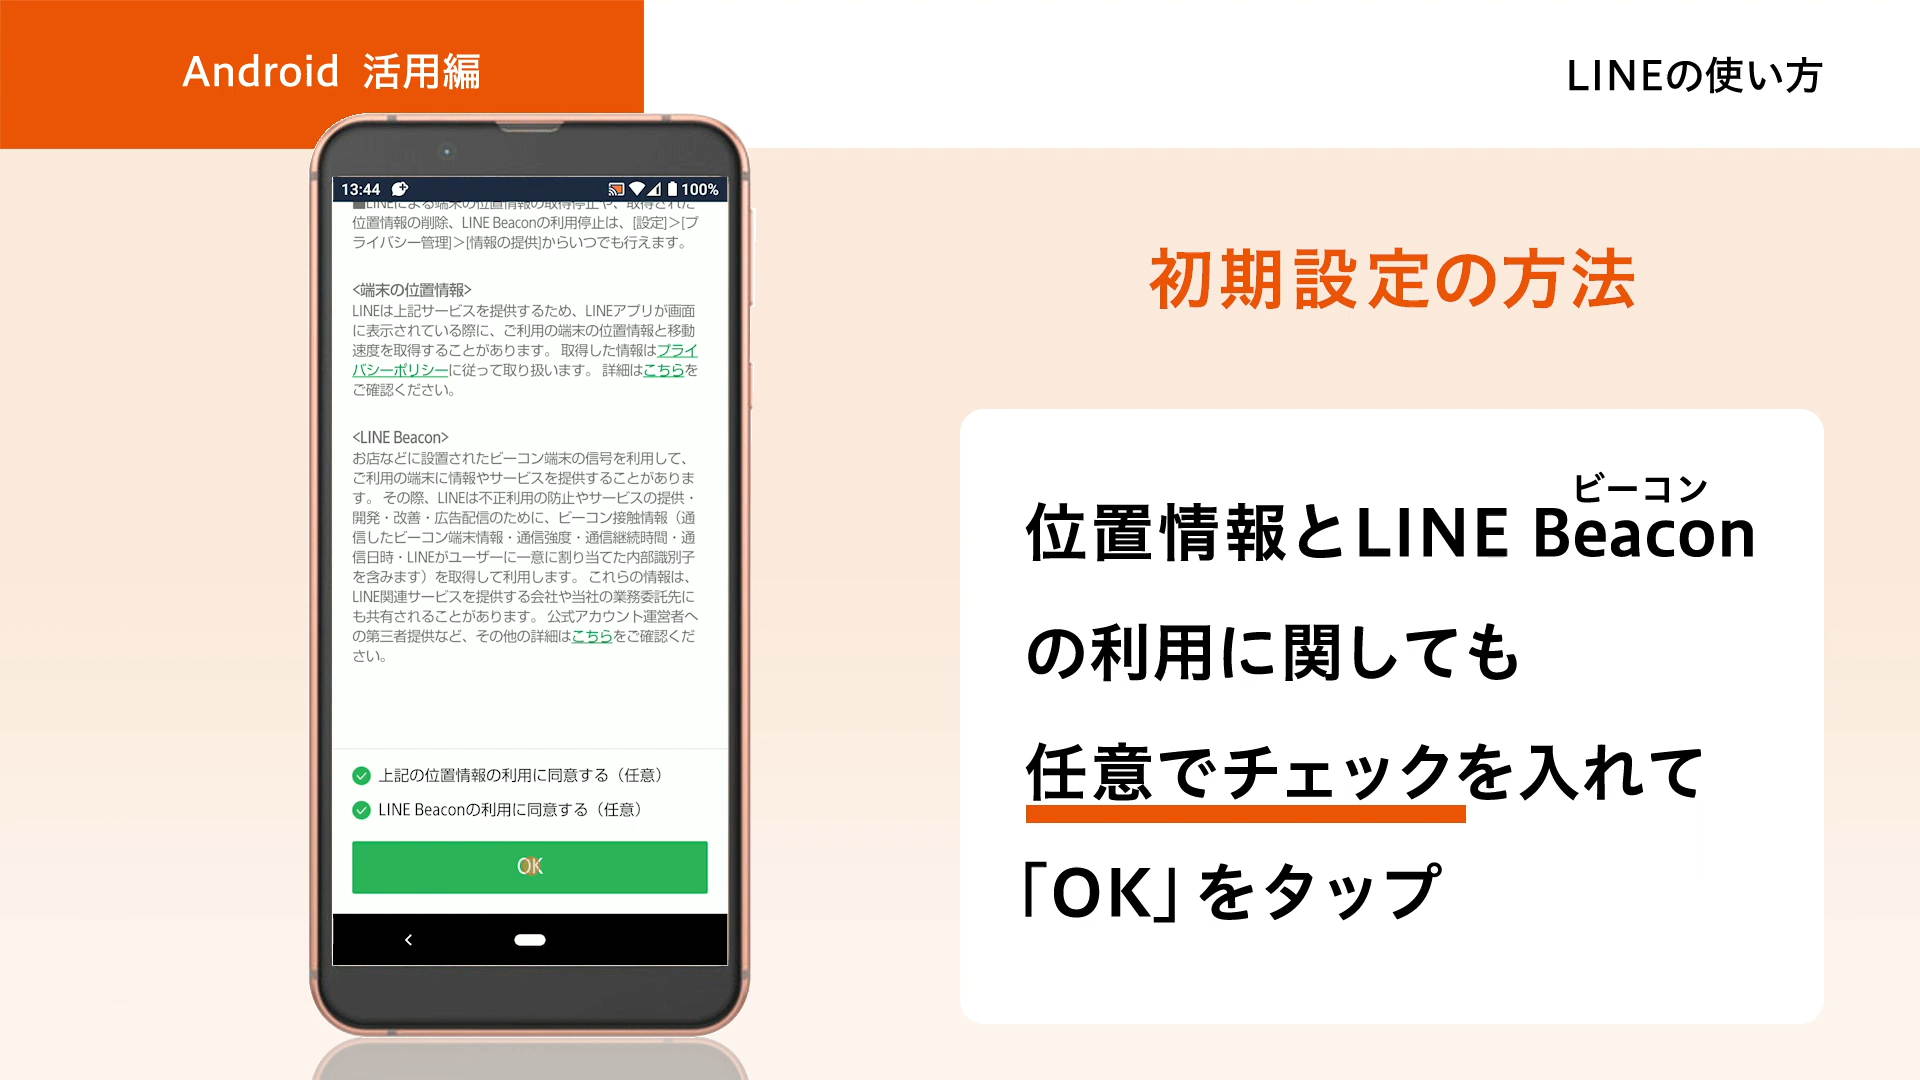 Android 活用編
LINEの使い方
13:44
100%
■LINEによる端末の位置情報の取得停止や、取得された
位置情報の削除、LINE Beaconの利用停止は、[設定]＞[プ
ライバシー管理]＞[情報の提供]からいつでも行えます。
<端末の位置情報>
LINEは上記サービスを提供するため、LINEアプリが画面
に表示されている際に、ご利用の端末の位置情報と移動
速度を取得することがあります。 取得した情報はプライ
バシーポリシーに従って取り扱います。 詳細はこちらを
ご確認ください。
<LINE Beacon>
お店などに設置されたビーコン端末の信号を利用して、
ご利用の端末に情報やサービスを提供することがありま
す。 その際、LINEは不正利用の防止やサービスの提供・
開発・改善・広告配信のために、ビーコン接触情報（通
信したビーコン端末情報・通信強度・通信継続時間・通
信日時・LINEがユーザーに一意に割り当てた内部識別子
を含みます）を取得して利用します。 これらの情報は、
LINE関連サービスを提供する会社や当社の業務委託先に
も共有されることがあります。 公式アカウント運営者へ
の第三者提供など、その他の詳細はこちらをご確認くだ
さい。
上記の位置情報の利用に同意する（任意）
LINE Beaconの利用に同意する（任意）
OK
初期設定の方法
ビーコン
位置情報とLINE Beacon
の利用に関しても
任意でチェックを入れて
「OK」をタップ